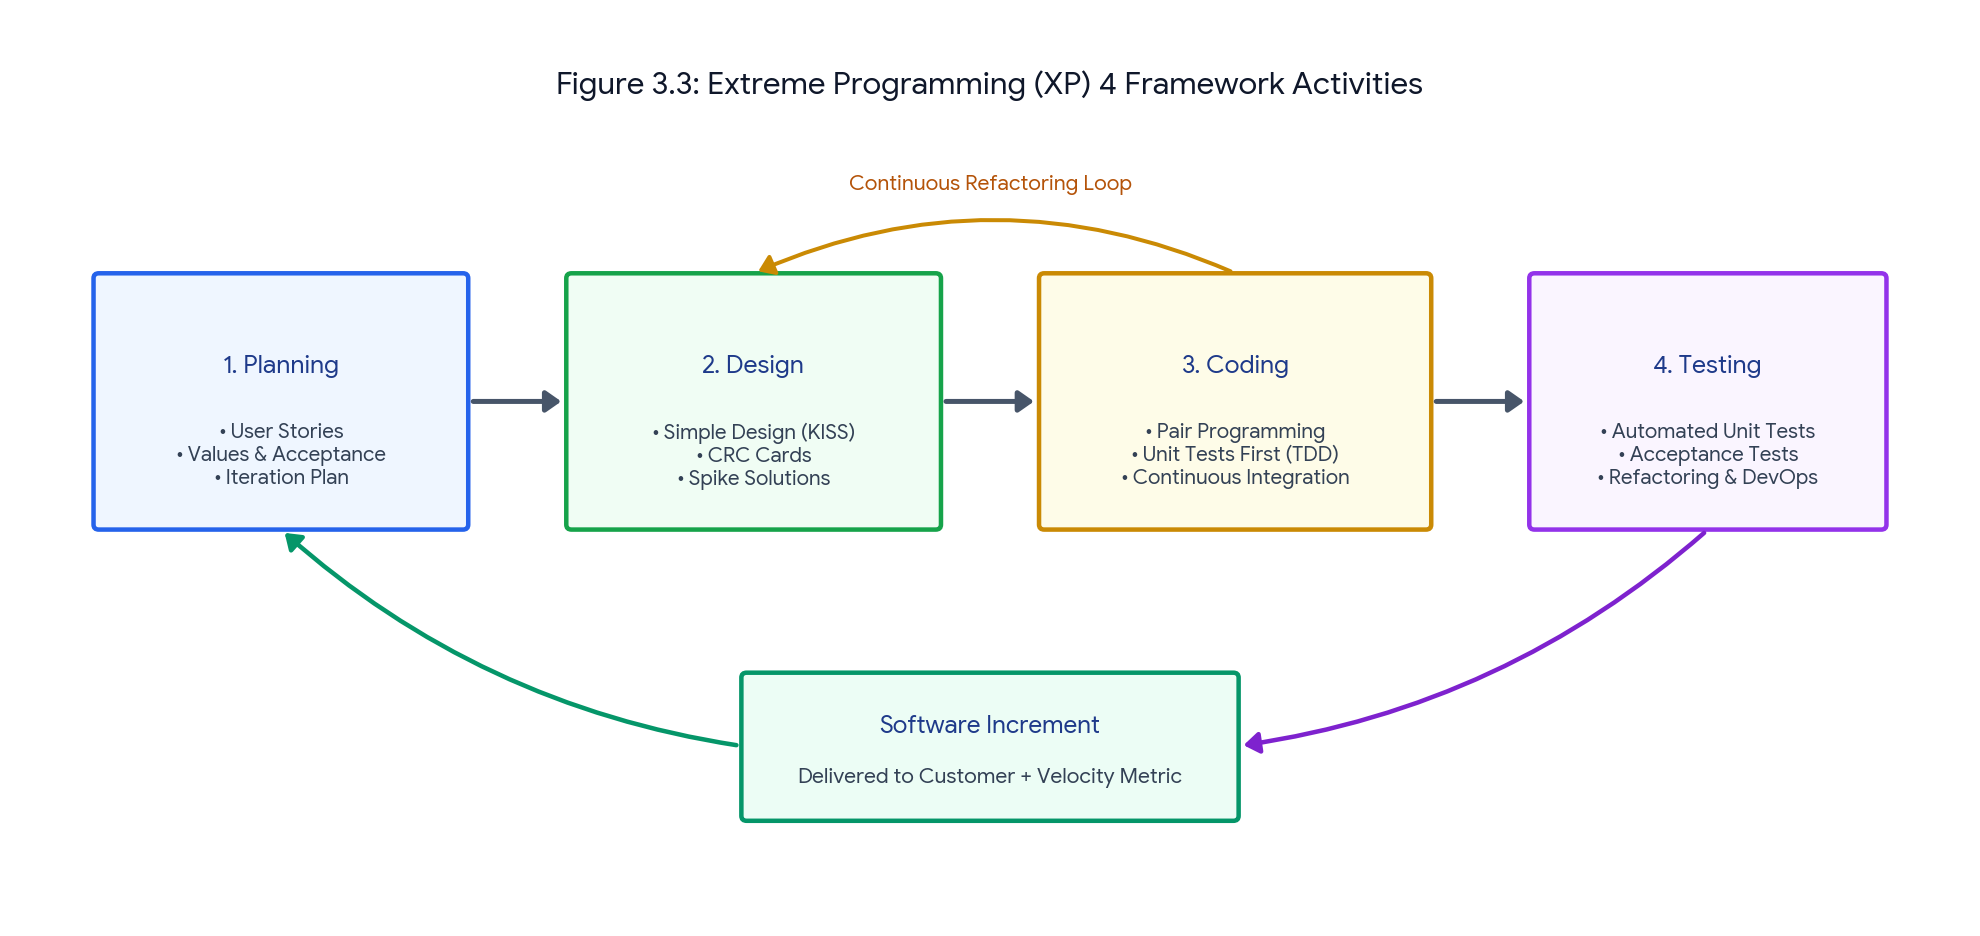 Figure 3.3: Extreme Programming (XP) 4 Framework Activities
Continuous Refactoring Loop
1. Planning
• User Stories
• Values & Acceptance
• Iteration Plan
2. Design
• Simple Design (KISS)
• CRC Cards
• Spike Solutions
3. Coding
• Pair Programming
• Unit Tests First (TDD)
• Continuous Integration
4. Testing
• Automated Unit Tests
• Acceptance Tests
• Refactoring & DevOps
Software Increment
Delivered to Customer + Velocity Metric